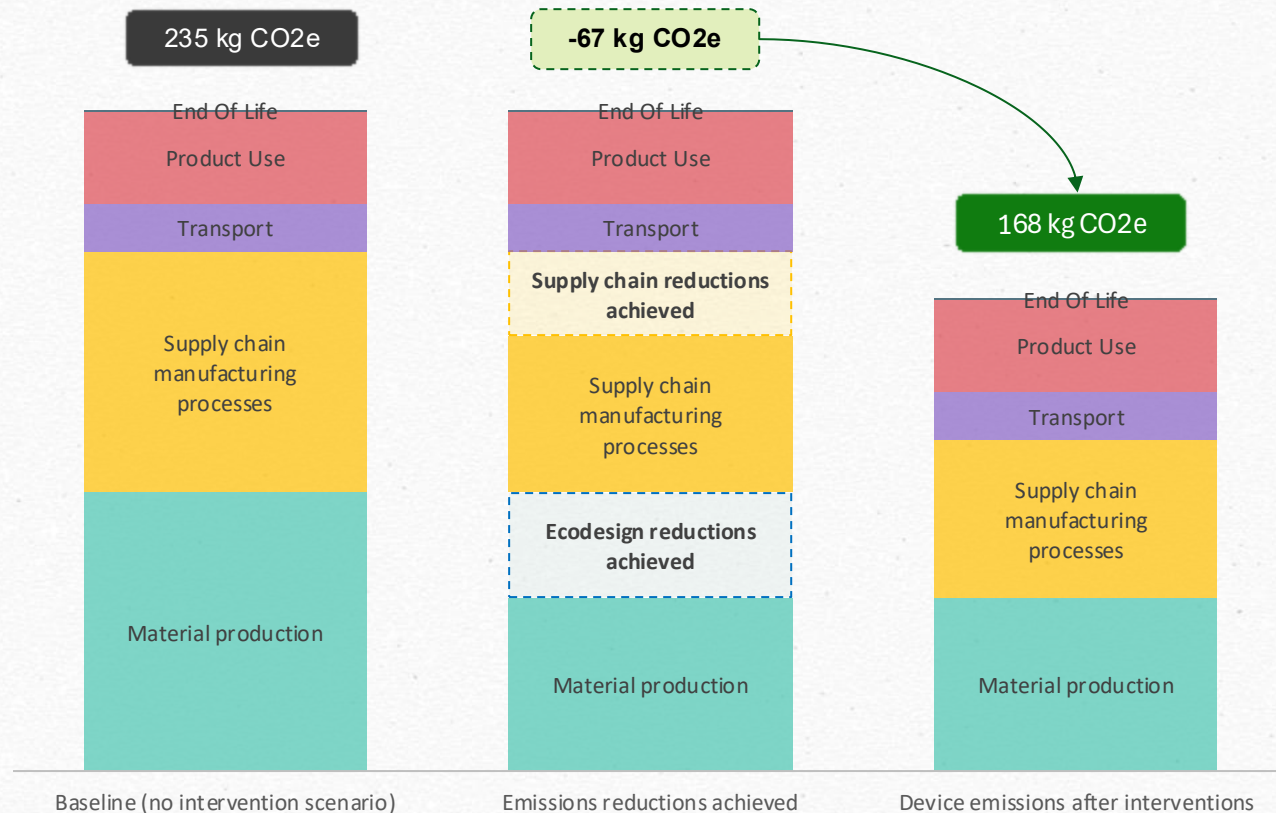 235 kg CO2e
End Of Life
Product Use
Transport
Supply chain
manufacturing
processes
Material production
Baseline (no intervention scenario)
-67 kg CO2e
End Of Life
Product Use
Transport
Supply chain reductions
achieved
Supply chain
manufacturing
processes
Ecodesign reductions
achieved
Material production
Emissions reductions achieved
168 kg CO2e
End Of Life
Product Use
Transport
Supply chain
manufacturing
processes
Material production
Device emissions after interventions